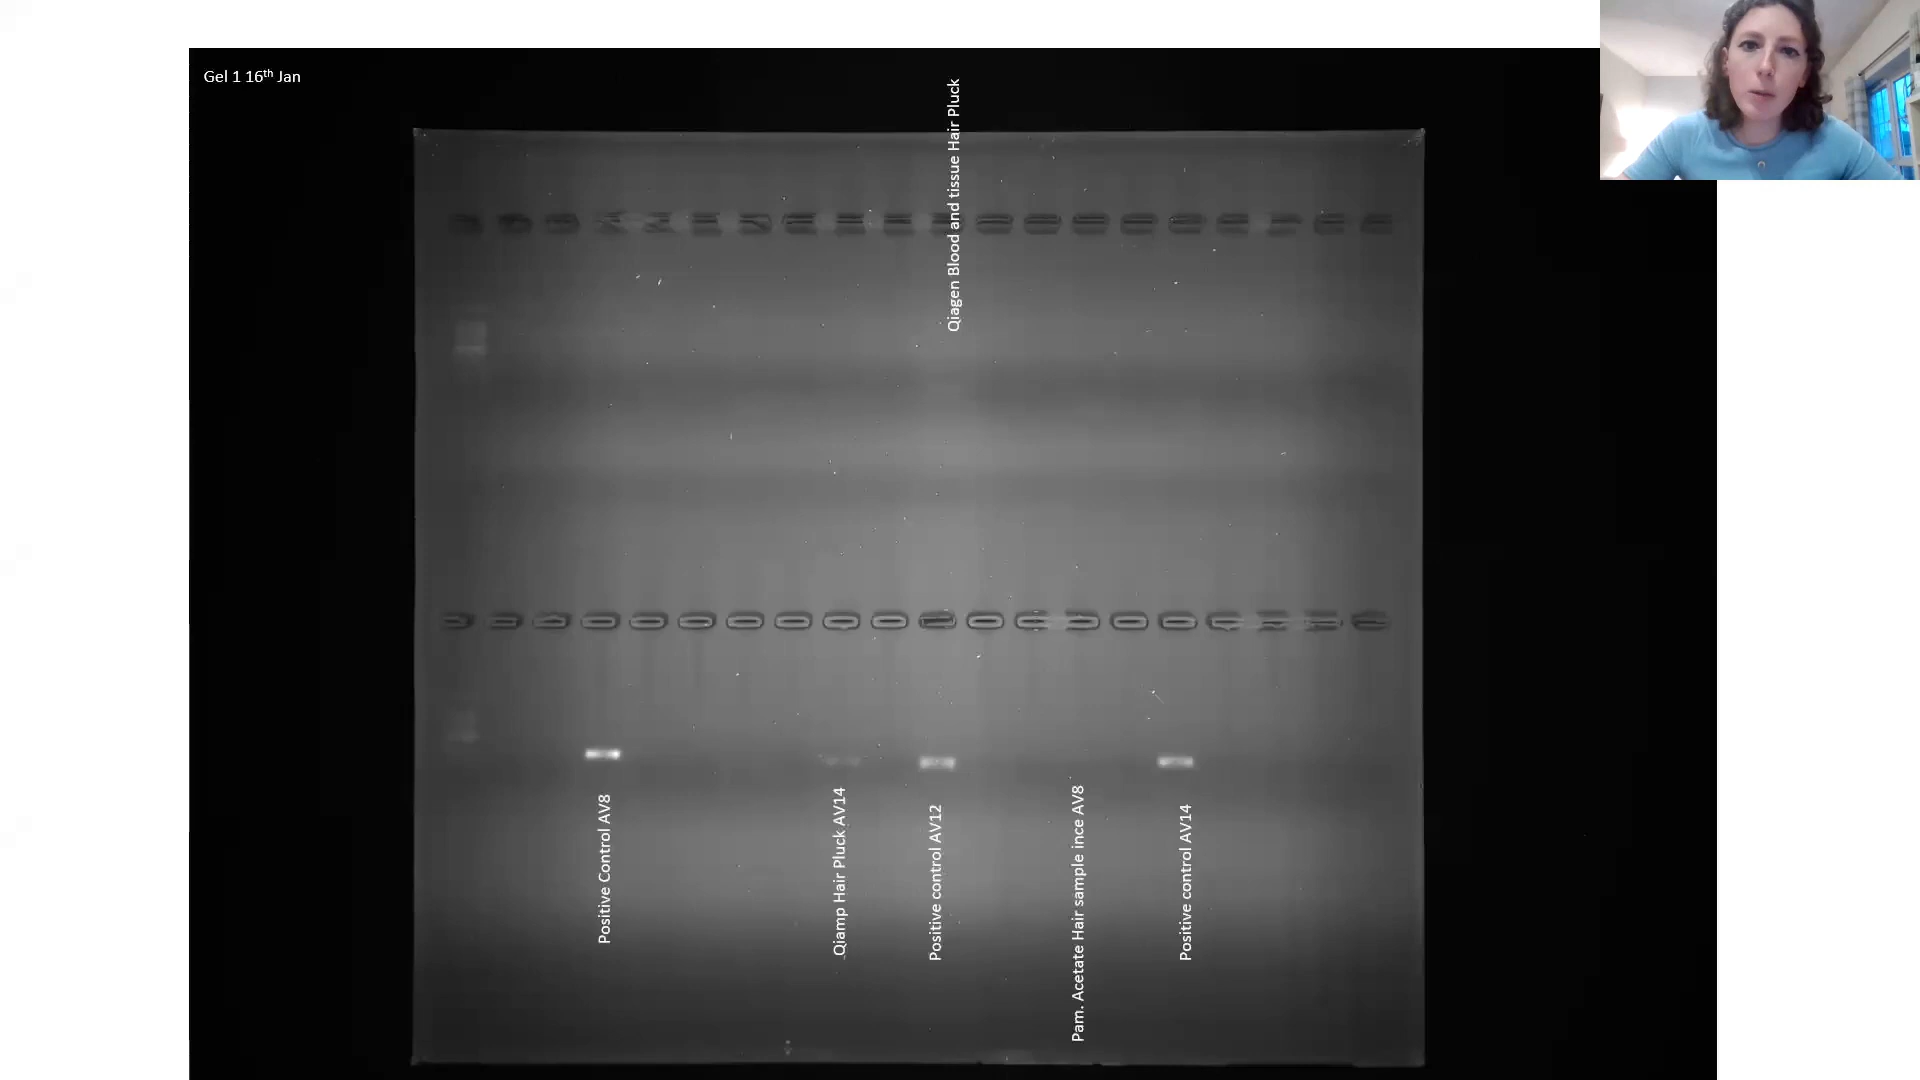 Gel 1 16th Jan
Qiagen Blood and tissue Hair Pluck
Positive Control AV8
Qiamp Hair Pluck AV14
Positive control AV12
Pam. Acetate Hair sample ince AV8
Positive control AV14